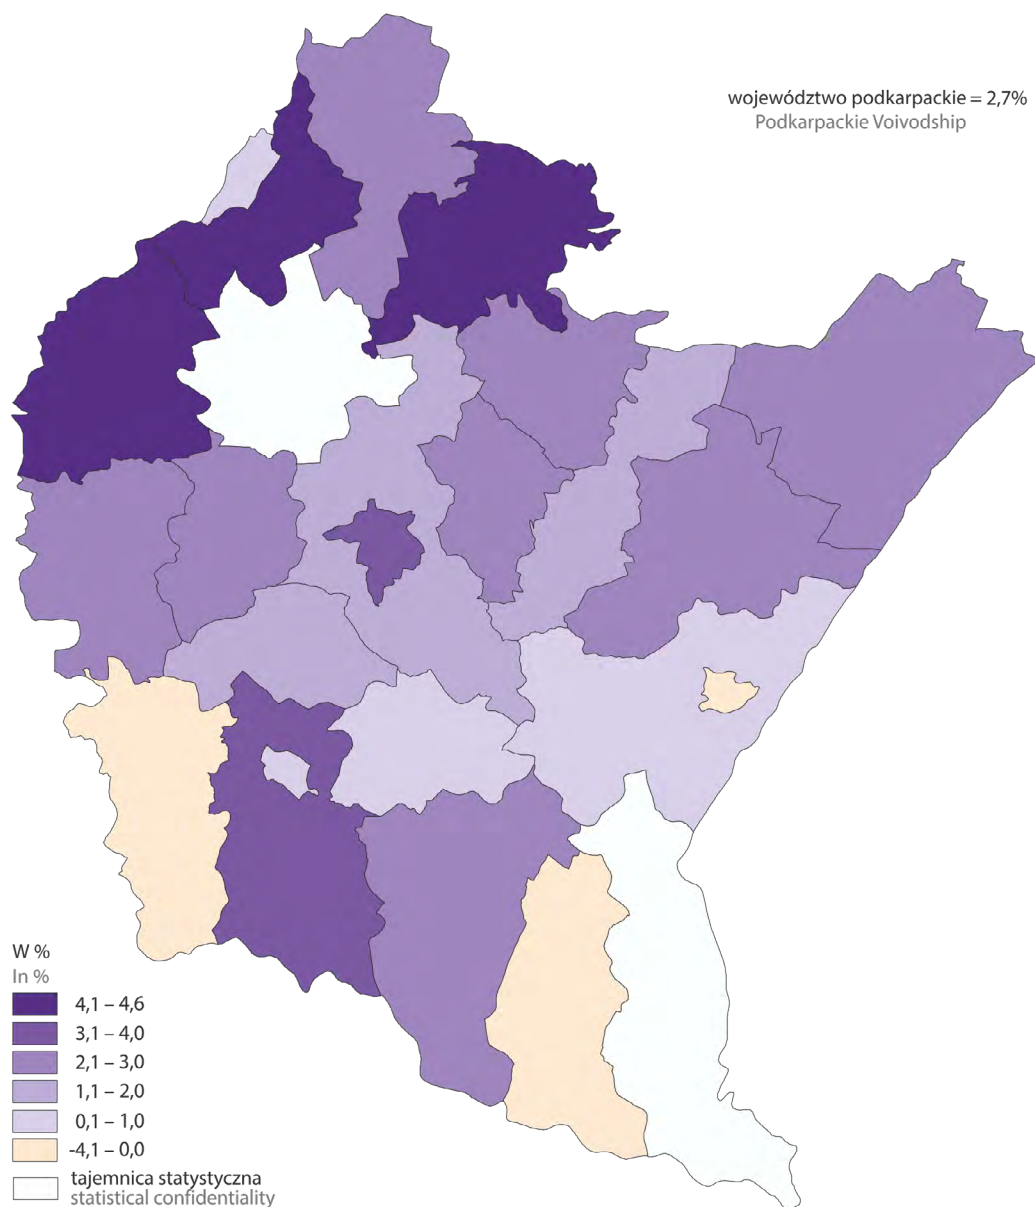 województwo podkarpackie = 2,7%
Podkarpackie Voivodship
W %
In %
4,1 – 4,6
3,1 – 4,0
2,1 – 3,0
1,1 – 2,0
0,1 – 1,0
-4,1 – 0,0
tajemnica statystyczna
statistical confidentiality